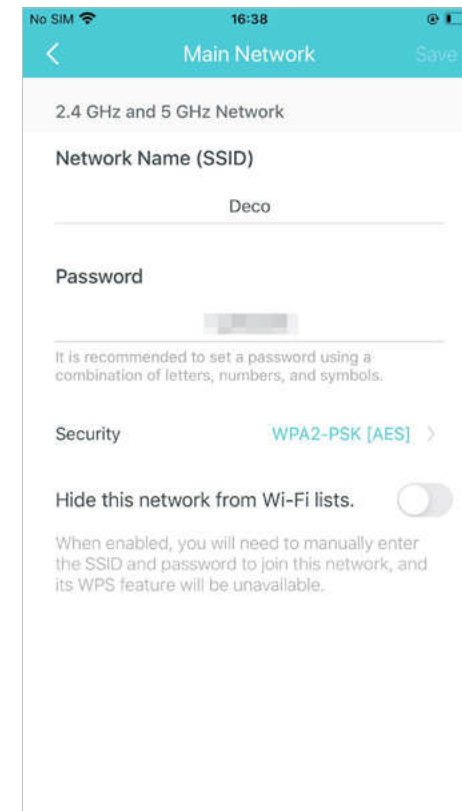 No SIM 16:38
Main Network Save
2.4 GHz and 5 GHz Network
Network Name (SSID)
Deco
Password
It is recommended to set a password using a
combination of letters, numbers, and symbols.
Security WPA2-PSK [AES]
Hide this network from Wi-Fi lists.
When enabled, you will need to manually enter
the SSID and password to join this network, and
its WPS feature will be unavailable.